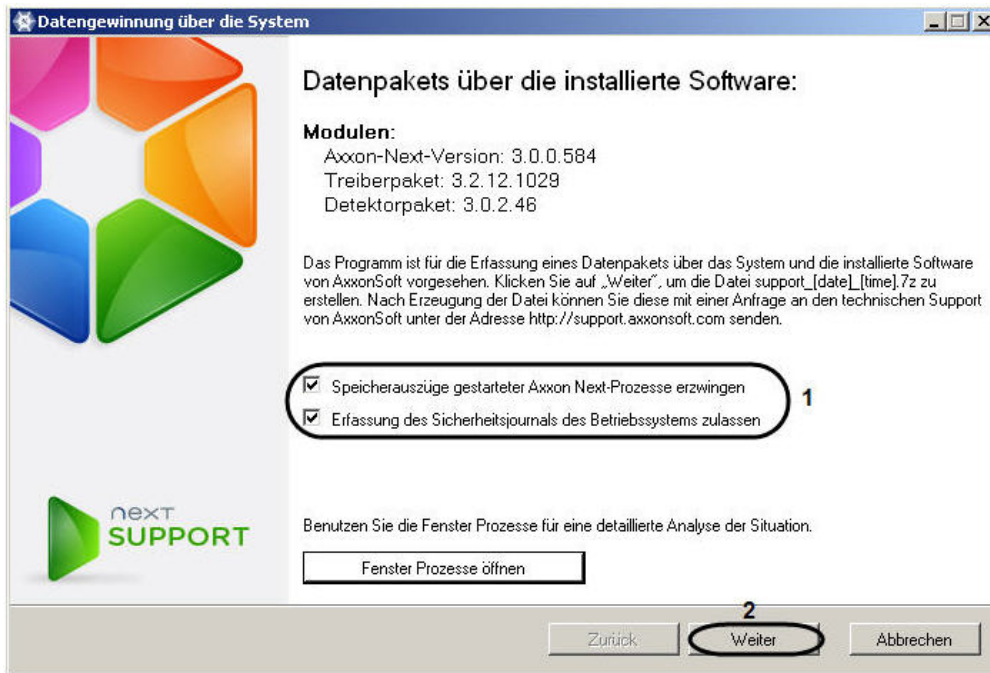 Datengewinnung über die System
Datenpakets über die installierte Software:
Modulen:
Axxon-Next-Version: 3.0.0.584
Treiberpaket: 3.2.12.1029
Detektorpaket: 3.0.2.46
Das Programm ist für die Erfassung eines Datenpakets über das System und die installierte Software
von AxxonSoft vorgesehen. Klicken Sie auf „Weiter“, um die Datei support_[date]_[time].7z zu
erstellen. Nach Erzeugung der Datei können Sie diese mit einer Anfrage an den technischen Support
von AxxonSoft unter der Adresse http://support.axxonsoft.com senden.
Speicherauszüge gestarteter Axxon Next-Prozesse erzwingen
1
Erfassung des Sicherheitsjournals des Betriebssystems zulassen
next
SUPPORT
Benutzen Sie die Fenster Prozesse für eine detaillierte Analyse der Situation.
Fenster Prozesse öffnen
2
Zurück
Weiter
Abbrechen